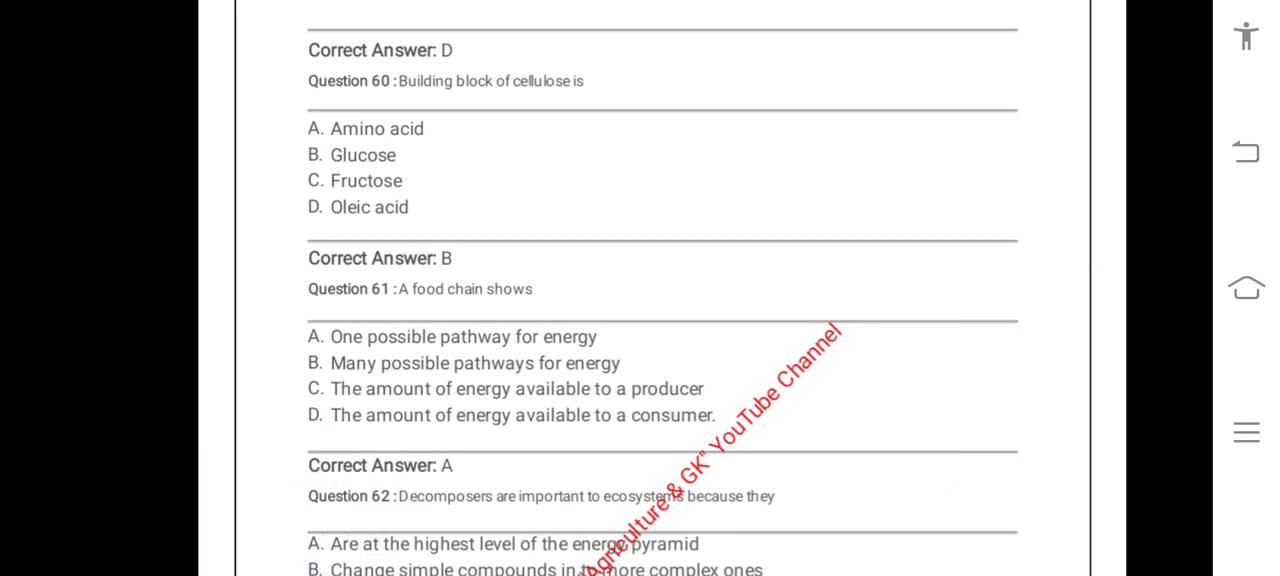 Correct Answer: D
Question 60 : Building block of cellulose is
A. Amino acid
B. Glucose
C. Fructose
D. Oleic acid
Correct Answer: B
Question 61 : A food chain shows
A. One possible pathway for energy
B. Many possible pathways for energy
C. The amount of energy available to a producer
D. The amount of energy available to a consumer.
Correct Answer: A
Question 62 : Decomposers are important to ecosystems because they
A. Are at the highest level of the energy pyramid
B. Change simple compounds into more complex ones
"Agriculture & GK" YouTube Channel